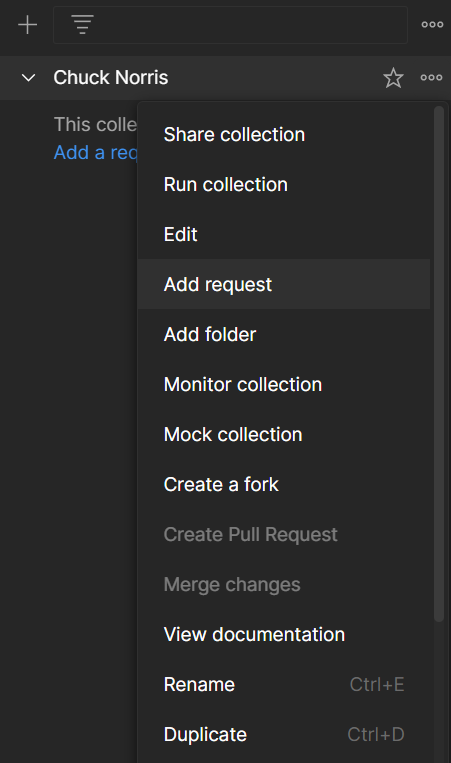 Chuck Norris
This colle
Add a req
Share collection
Run collection
Edit
Add request
Add folder
Monitor collection
Mock collection
Create a fork
Create Pull Request
Merge changes
View documentation
Rename Ctrl+E
Duplicate Ctrl+D